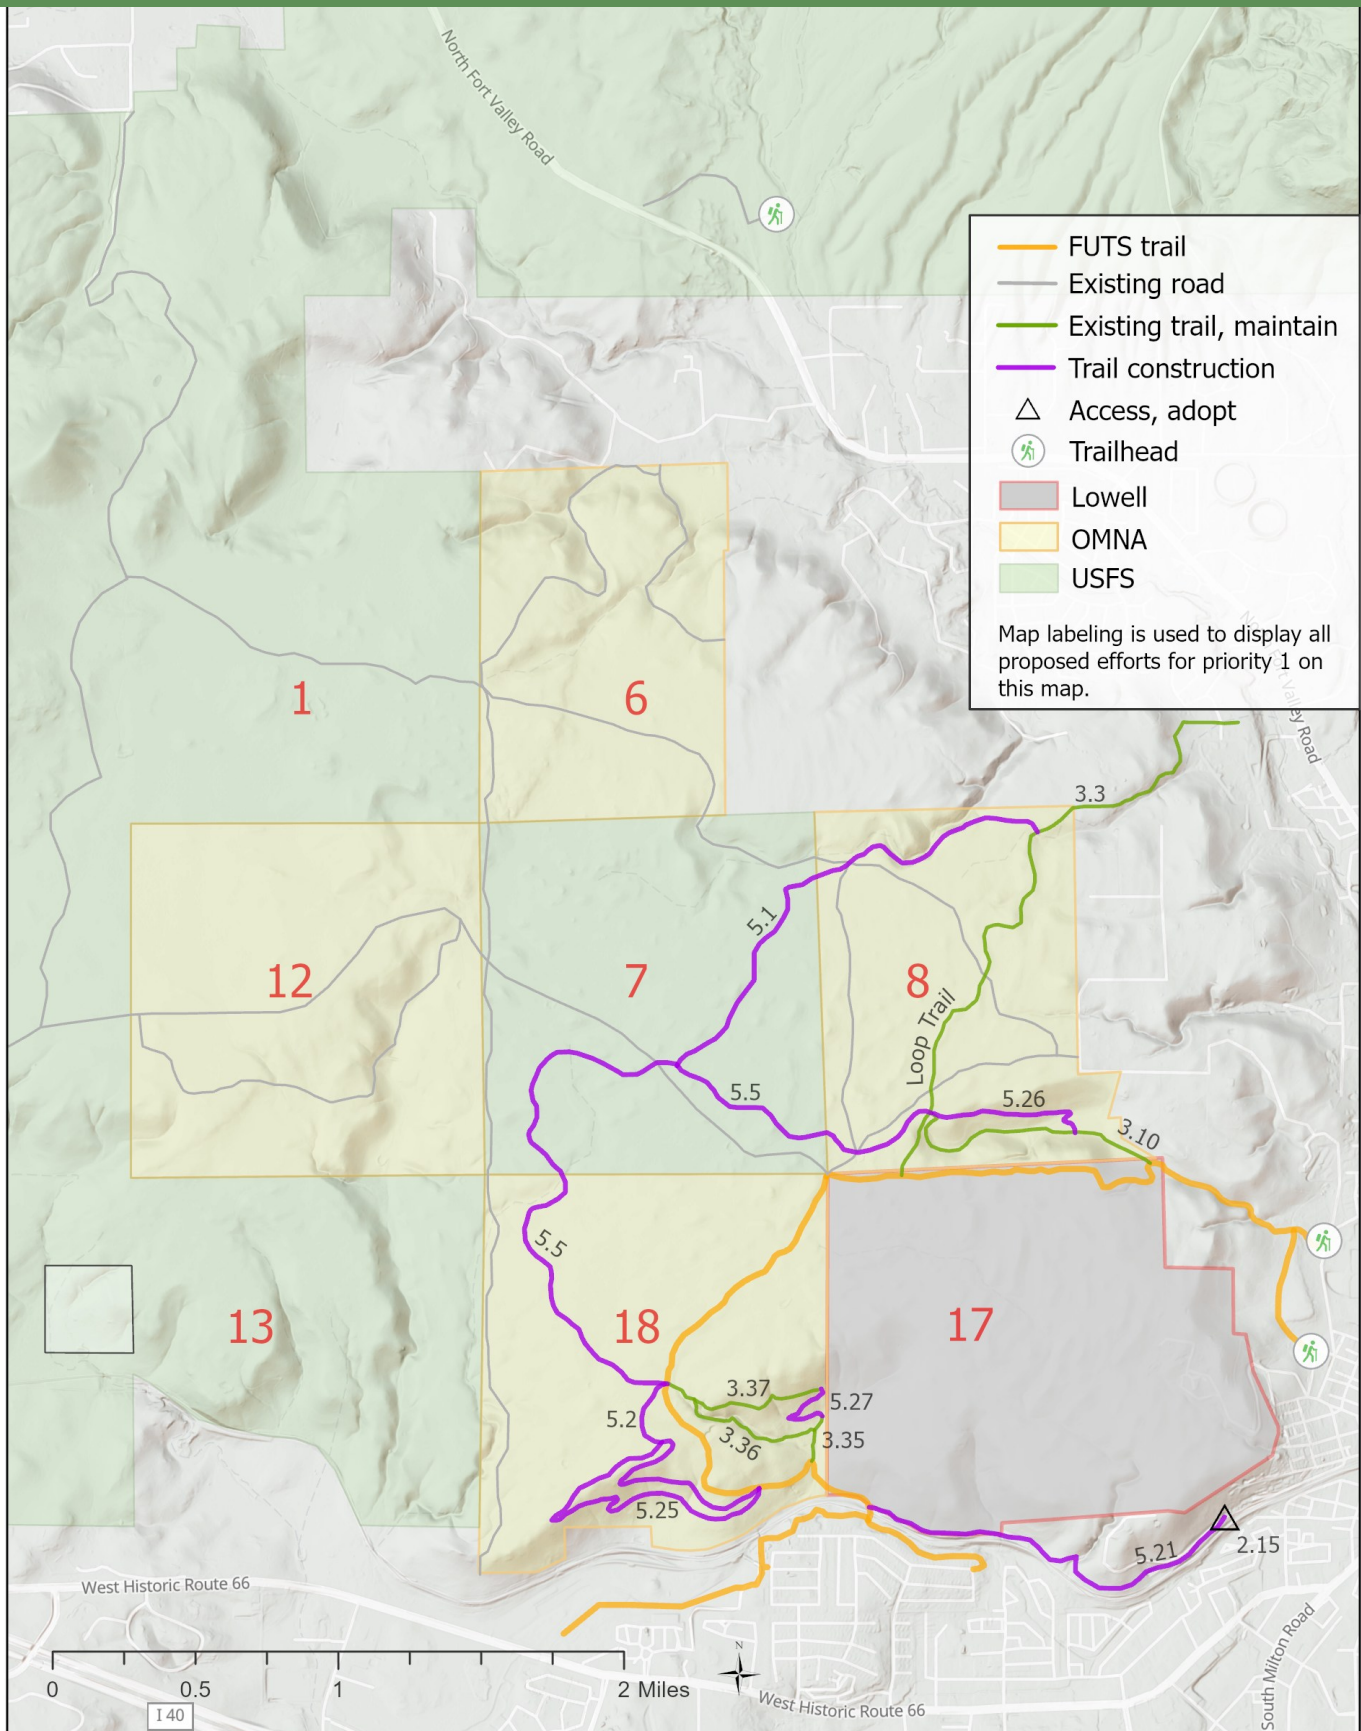 North Fort Valley Road
FUTS trail
Existing road
Existing trail, maintain
Trail construction
Access, adopt
Trailhead
Lowell
OMNA
USFS
Map labeling is used to display all
proposed efforts for priority 1 on
this map.
North Fort Valley Road
1
6
3.3
5.1
12
7
8
Loop Trail
5.5
5.26
3.10
5.5
13
18
17
3.37
5.27
5.2
3.36
3.35
5.25
5.21
2.15
West Historic Route 66
South Milton Road
N
0
0.5
1
2 Miles
I 40
West Historic Route 66